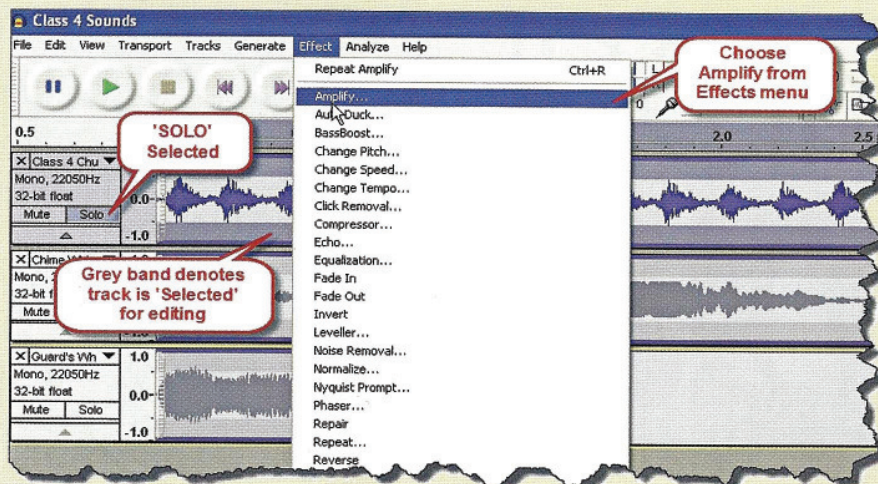 Class 4 Sounds
File Edit View Transport Tracks Generate Effect Analyze Help
Repeat Amplify Ctrl+R
Amplify...
Auto Duck...
BassBoost...
Change Pitch...
Change Speed...
Change Tempo...
Click Removal...
Compressor...
Echo...
Equalization...
Fade In
Fade Out
Invert
Leveller...
Noise Removal...
Normalize...
Nyquist Prompt...
Phaser...
Repair
Repeat...
Reverse
Choose
Amplify from
Effects menu
0.5 2.0 2.5
'SOLO'
Selected
X Class 4 Chu
Mono, 22050Hz
32-bit float
Mute Solo
0.0-
-1.0
Grey band denotes
track is 'Selected'
for editing
X Chime
Mono, 2
32-bit f
Mute
X Guard's Wh
Mono, 22050Hz
32-bit float
Mute Solo
1.0
0.0-
-1.0